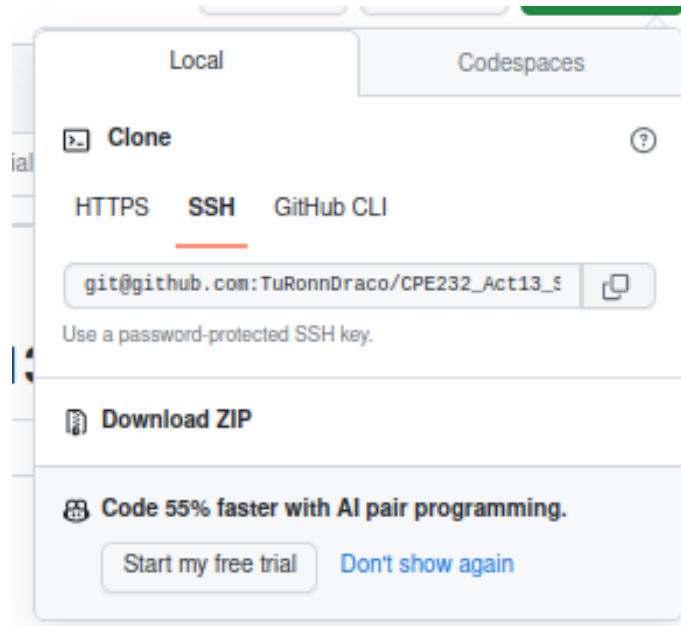 Local
Codespaces
Clone
HTTPS
SSH
GitHub CLI
git@github.com:TuRonnDraco/CPE232_Act13_S
Use a password-protected SSH key.
Download ZIP
Code 55% faster with AI pair programming.
Start my free trial
Don't show again